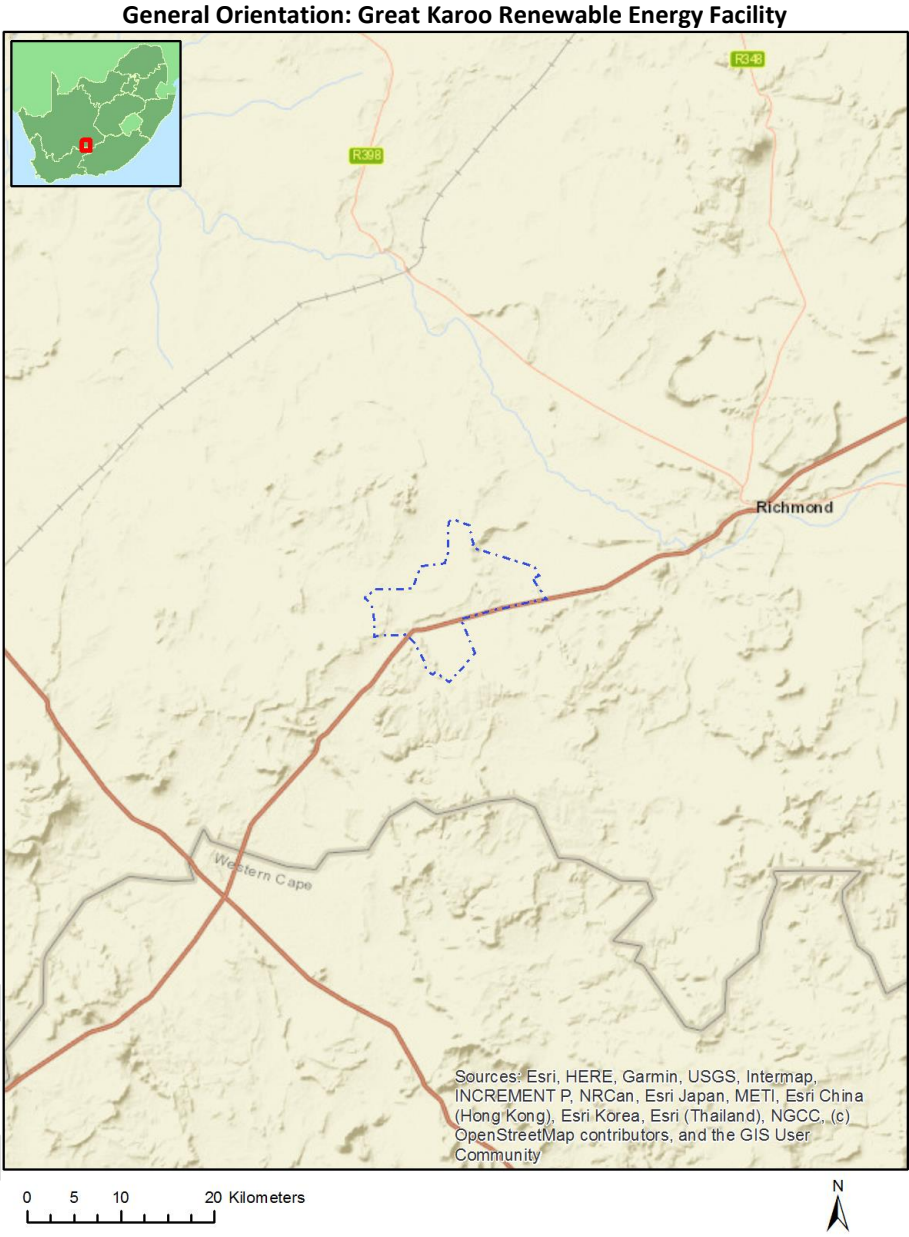 General Orientation: Great Karoo Renewable Energy Facility
R348
R398
Richmond
Western Cape
Sources: Esri, HERE, Garmin, USGS, Intermap,
INCREMENT P, NRCan, Esri Japan, METI, Esri China
(Hong Kong), Esri Korea, Esri (Thailand), NGCC, (c)
OpenStreetMap contributors, and the GIS User
Community
0 5 10 20 Kilometers
N